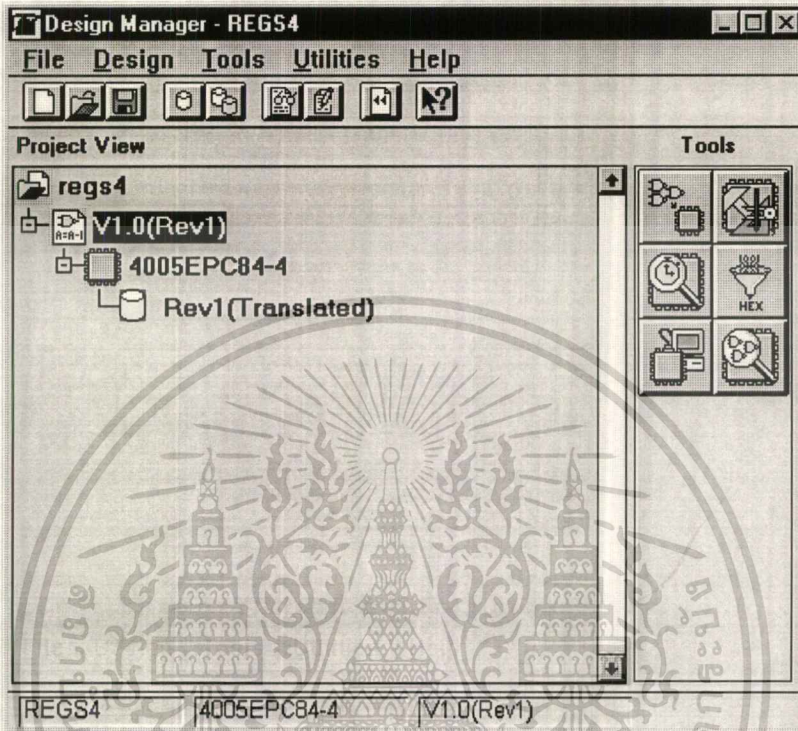 Design Manager - REGS4
File Design Tools Utilities Help
Project View
Tools
regs4
A=A-1
V1.0(Rev1)
4005EPC84-4
Rev1(Translated)
HEX
REGS4 4005EPC84-4 V1.0(Rev1)